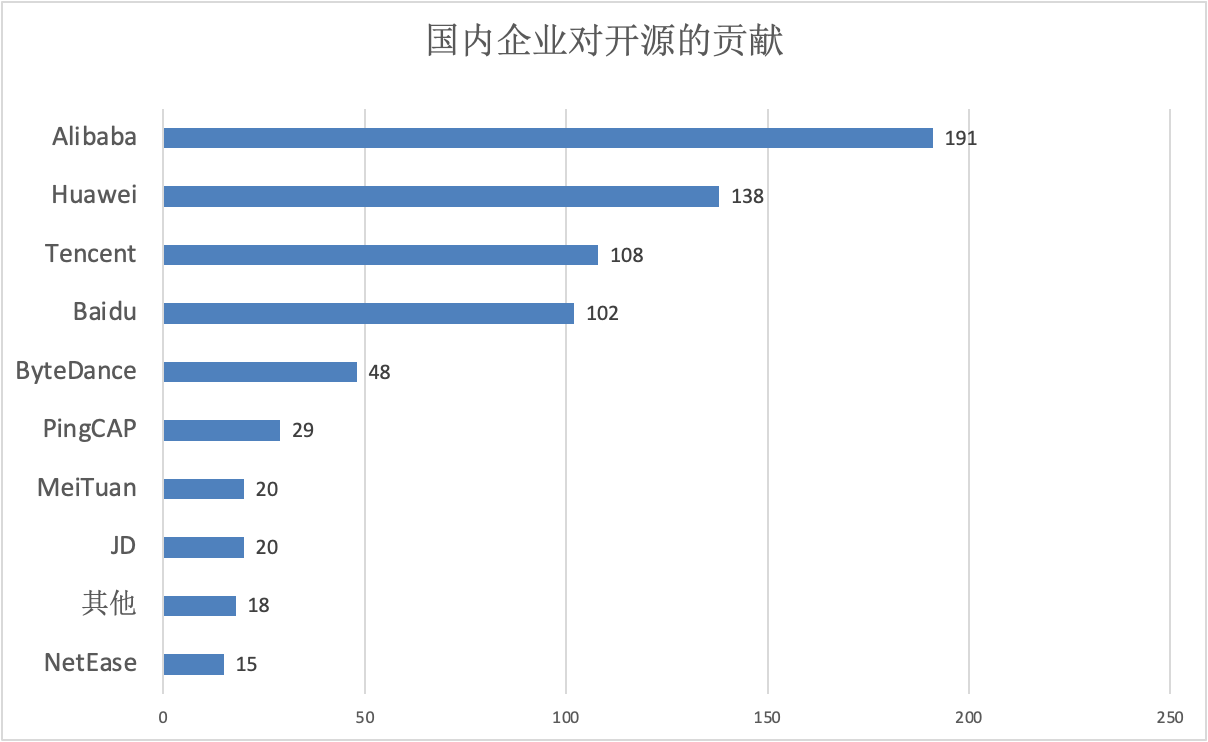 国内企业对开源的贡献
Alibaba 191
Huawei 138
Tencent 108
Baidu 102
ByteDance 48
PingCAP 29
MeiTuan 20
JD 20
其他 18
NetEase 15
0 50 100 150 200 250